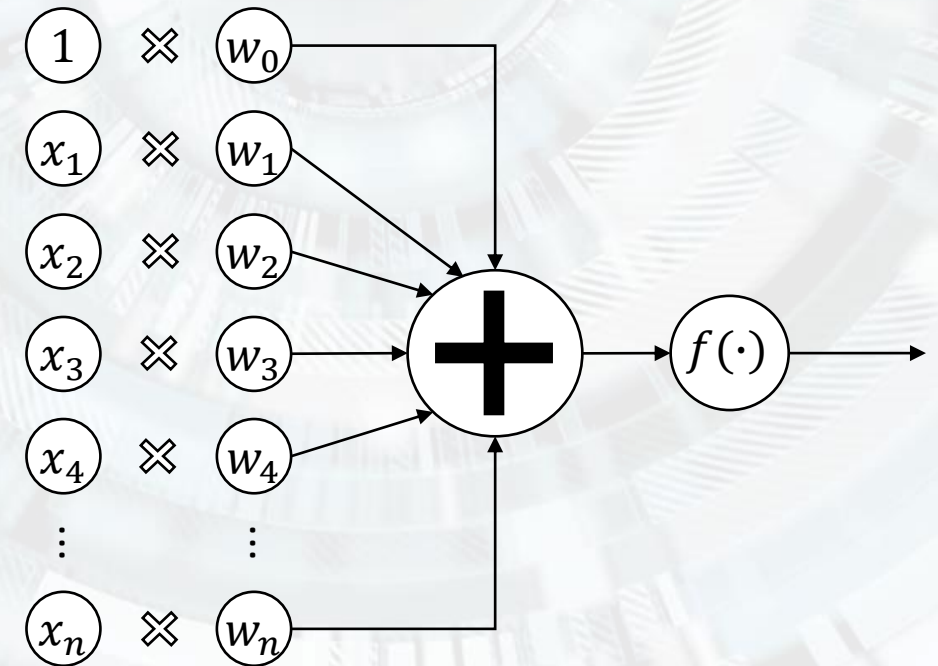 1 × w₀
x₁ × w₁
x₂ × w₂
x₃ × w₃
+ f(·)
x₄ × w₄
⋮ ⋮
xₙ × wₙ